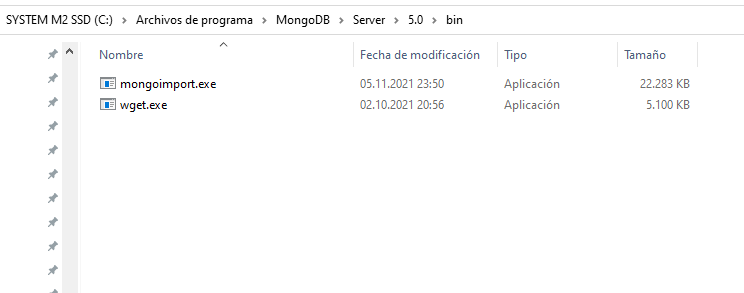 SYSTEM M2 SSD (C:) > Archivos de programa > MongoDB > Server > 5.0 > bin
Nombre Fecha de modificación Tipo Tamaño
mongoimport.exe 05.11.2021 23:50 Aplicación 22.283 KB
wget.exe 02.10.2021 20:56 Aplicación 5.100 KB